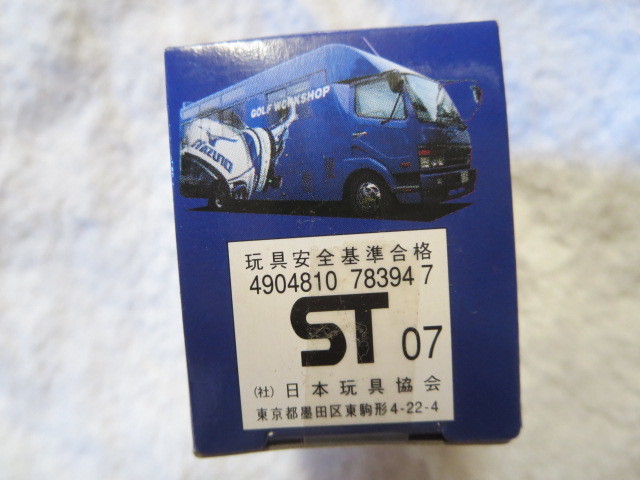 GOLF WORKSHOP
MIZUNO
玩具安全基準合格
4904810 78394 7
ST 07
(社)日本玩具協会
東京都墨田区東駒形4-22-4